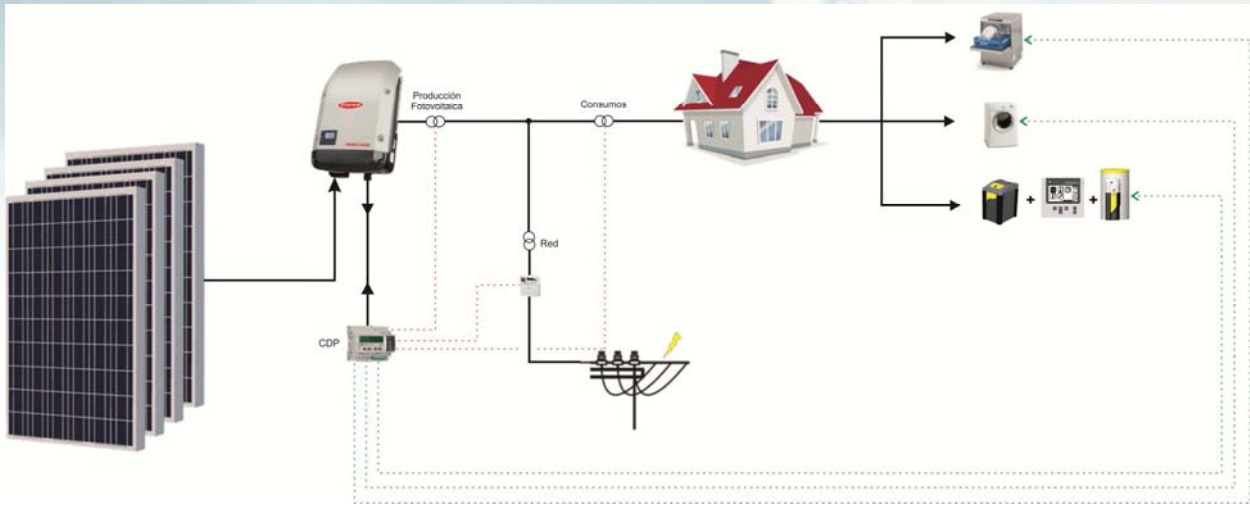 Producción
Fotovoltaica
Consumos
Red
CDP
+
+